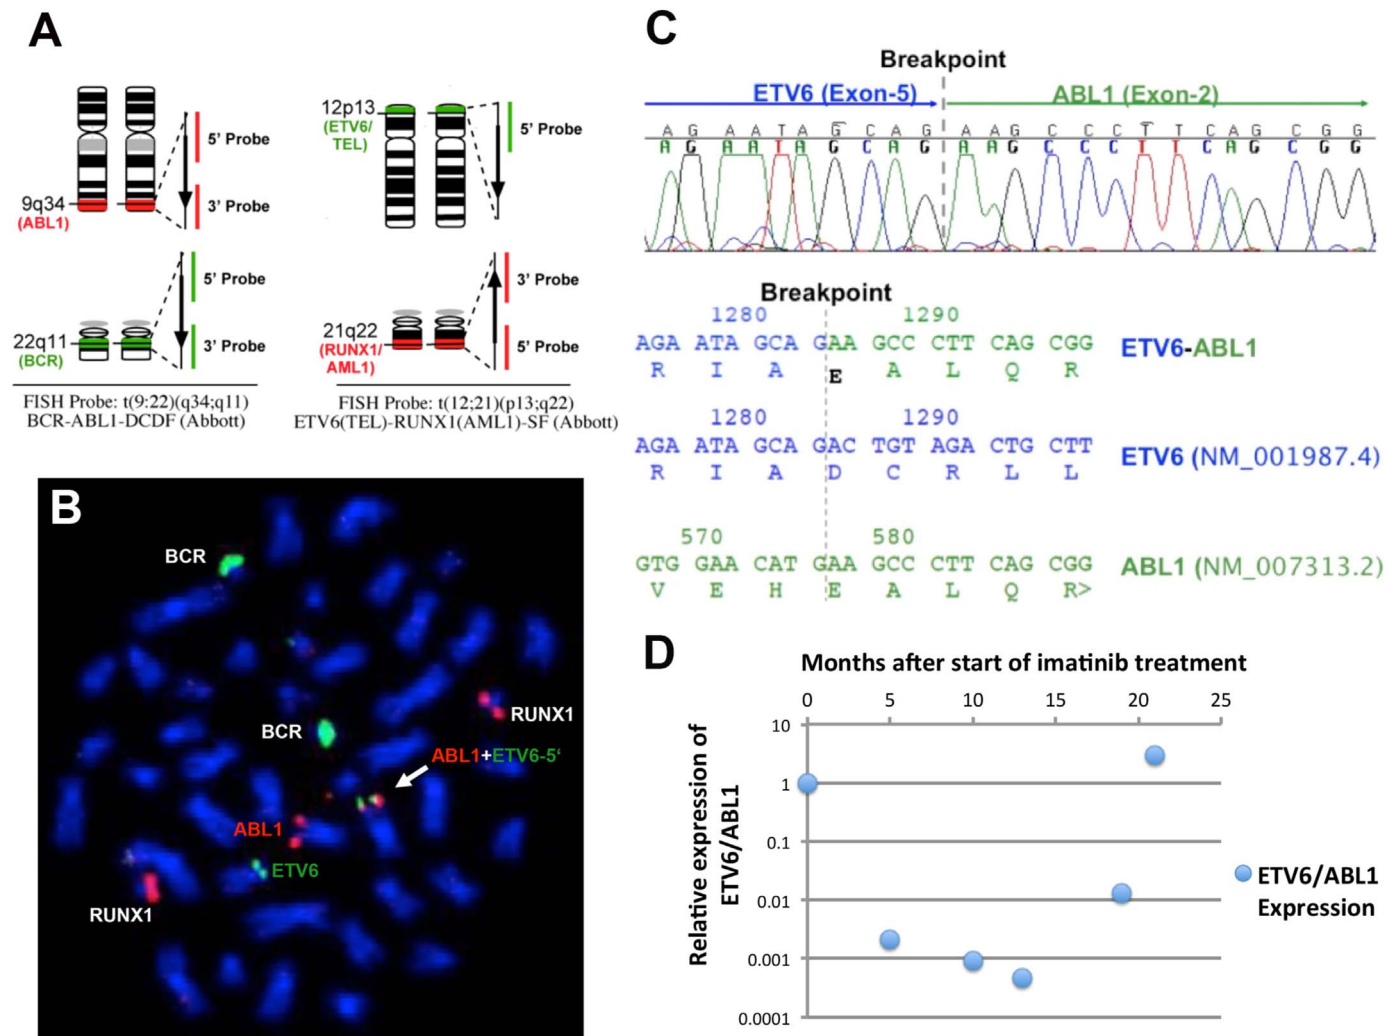 A
12p13
(ETV6/
TEL)
5' Probe
5' Probe
9q34
(ABL1)
3' Probe
5' Probe
3' Probe
22q11
(BCR)
3' Probe
21q22
(RUNX1/
AML1)
5' Probe
FISH Probe: t(9:22)(q34;q11)
BCR-ABL1-DCDF (Abbott)
FISH Probe: t(12;21)(p13;q22)
ETV6(TEL)-RUNX1(AML1)-SF (Abbott)
B
BCR
RUNX1
BCR
ABL1+ETV6-5'
ABL1
ETV6
RUNX1
C
Breakpoint
ETV6 (Exon-5)
ABL1 (Exon-2)
A G A A T A G C A G A A G C C C T T C A G C G G
A G A A T A G C A G A A G C C C T T C A G C G G
Breakpoint
1280 1290
AGA ATA GCA GAA GCC CTT CAG CGG
R I A E A L Q R
ETV6-ABL1
1280 1290
AGA ATA GCA GAC TGT AGA CTG CTT
R I A D C R L L
ETV6 (NM_001987.4)
570 580
GTG GAA CAT GAA GCC CTT CAG CGG
V E H E A L Q R>
ABL1 (NM_007313.2)
D
Months after start of imatinib treatment
0 5 10 15 20 25
Relative expression of
ETV6/ABL1
10
1
0.1
0.01
0.001
0.0001
ETV6/ABL1
Expression